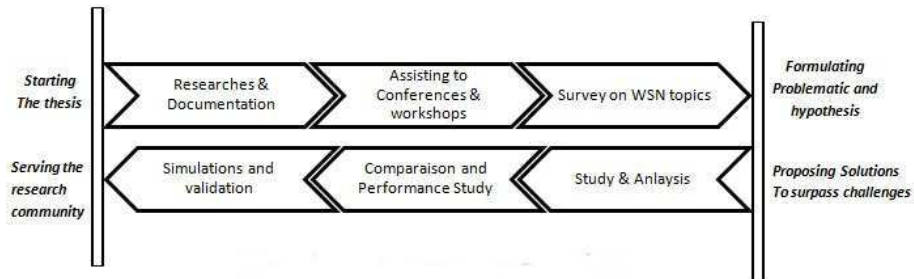 Starting
The thesis
Researches &
Documentation
Assisting to
Conferences &
workshops
Survey on WSN topics
Formulating
Problematic and
hypothesis
Serving the
research
community
Simulations and
validation
Comparaison and
Performance Study
Study & Anlaysis
Proposing Solutions
To surpass challenges